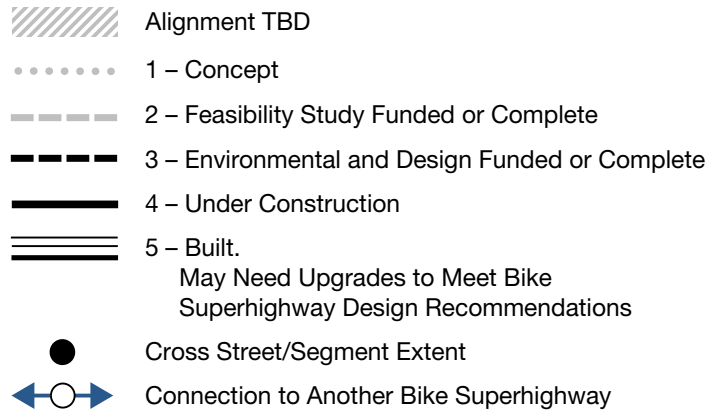 Alignment TBD
1 – Concept
2 – Feasibility Study Funded or Complete
3 – Environmental and Design Funded or Complete
4 – Under Construction
5 – Built.
May Need Upgrades to Meet Bike
Superhighway Design Recommendations
Cross Street/Segment Extent
Connection to Another Bike Superhighway